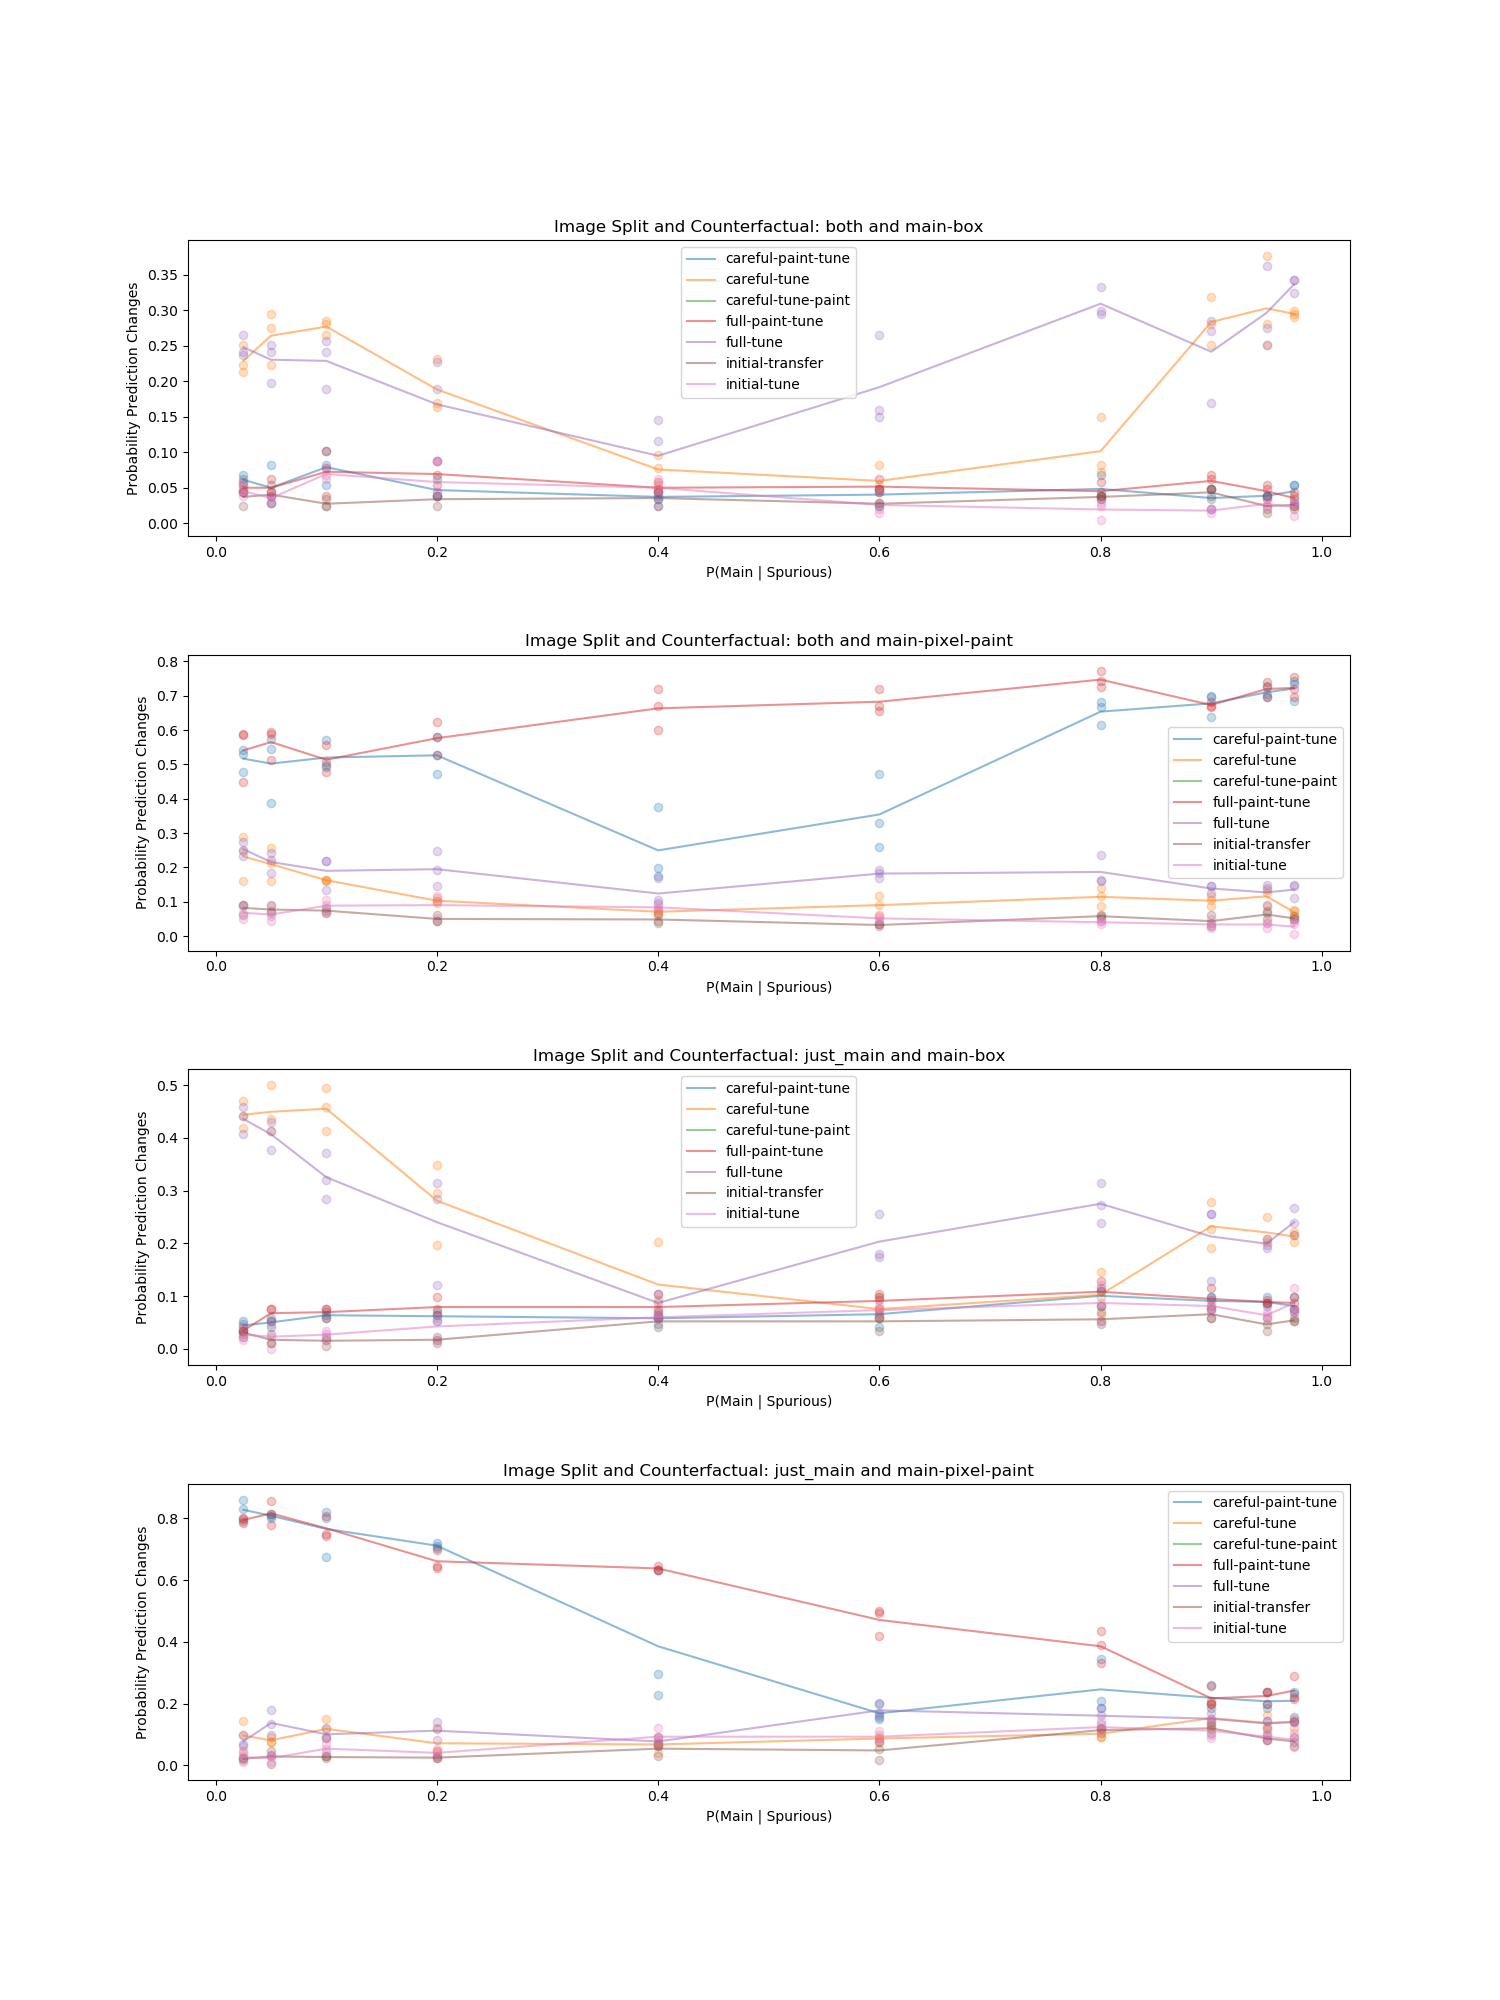 Image Split and Counterfactual: both and main-box
Probability Prediction Changes
0.35
0.30
0.25
0.20
0.15
0.10
0.05
0.00
careful-paint-tune
careful-tune
careful-tune-paint
full-paint-tune
full-tune
initial-transfer
initial-tune
0.0 0.2 0.4 0.6 0.8 1.0
P(Main | Spurious)
Image Split and Counterfactual: both and main-pixel-paint
Probability Prediction Changes
0.8
0.7
0.6
0.5
0.4
0.3
0.2
0.1
0.0
careful-paint-tune
careful-tune
careful-tune-paint
full-paint-tune
full-tune
initial-transfer
initial-tune
0.0 0.2 0.4 0.6 0.8 1.0
P(Main | Spurious)
Image Split and Counterfactual: just_main and main-box
Probability Prediction Changes
0.5
0.4
0.3
0.2
0.1
0.0
careful-paint-tune
careful-tune
careful-tune-paint
full-paint-tune
full-tune
initial-transfer
initial-tune
0.0 0.2 0.4 0.6 0.8 1.0
P(Main | Spurious)
Image Split and Counterfactual: just_main and main-pixel-paint
Probability Prediction Changes
0.8
0.6
0.4
0.2
0.0
careful-paint-tune
careful-tune
careful-tune-paint
full-paint-tune
full-tune
initial-transfer
initial-tune
0.0 0.2 0.4 0.6 0.8 1.0
P(Main | Spurious)